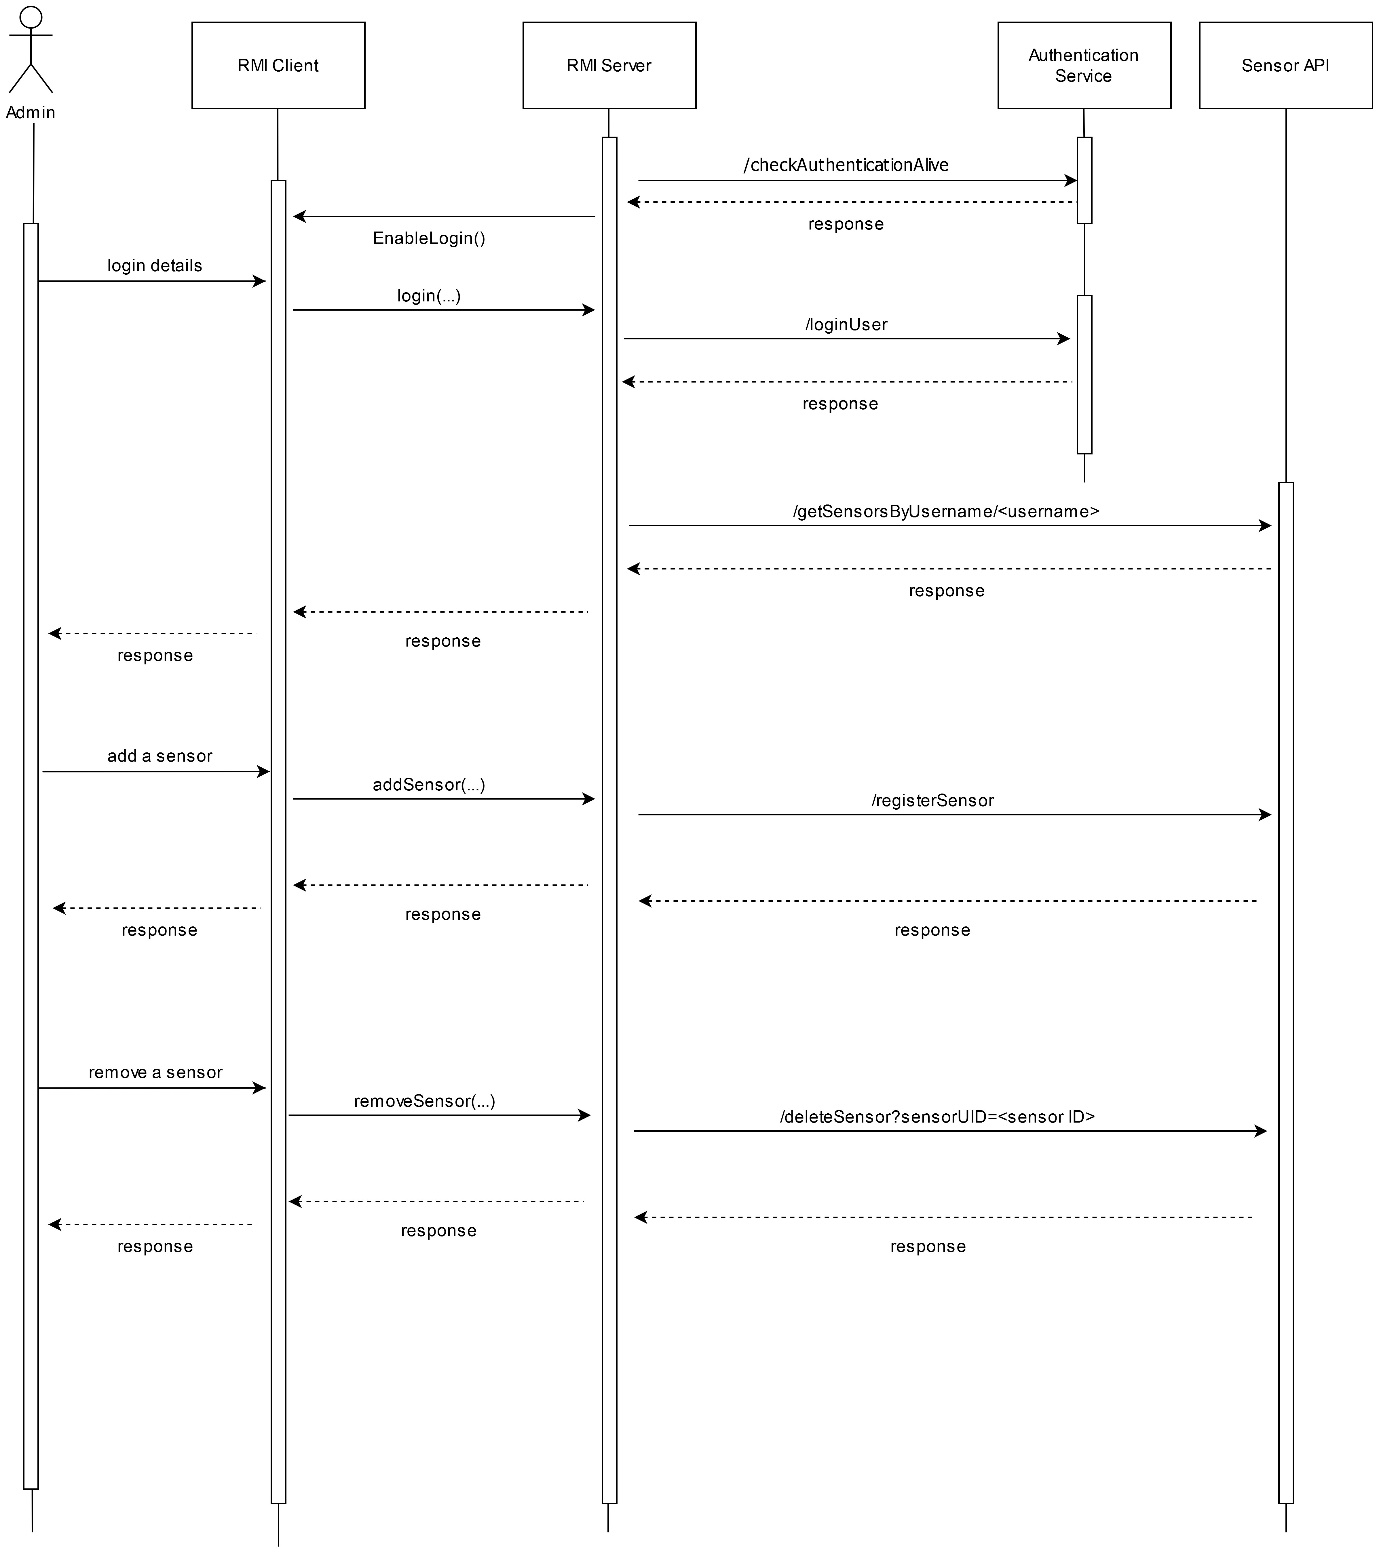 Admin
RMI Client
RMI Server
Authentication
Service
Sensor API
/checkAuthenticationAlive
response
EnableLogin()
login details
login(...)
/loginUser
response
/getSensorsByUsername/<username>
response
response
response
add a sensor
addSensor(...)
/registerSensor
response
response
response
remove a sensor
removeSensor(...)
/deleteSensor?sensorUID=<sensor ID>
response
response
response